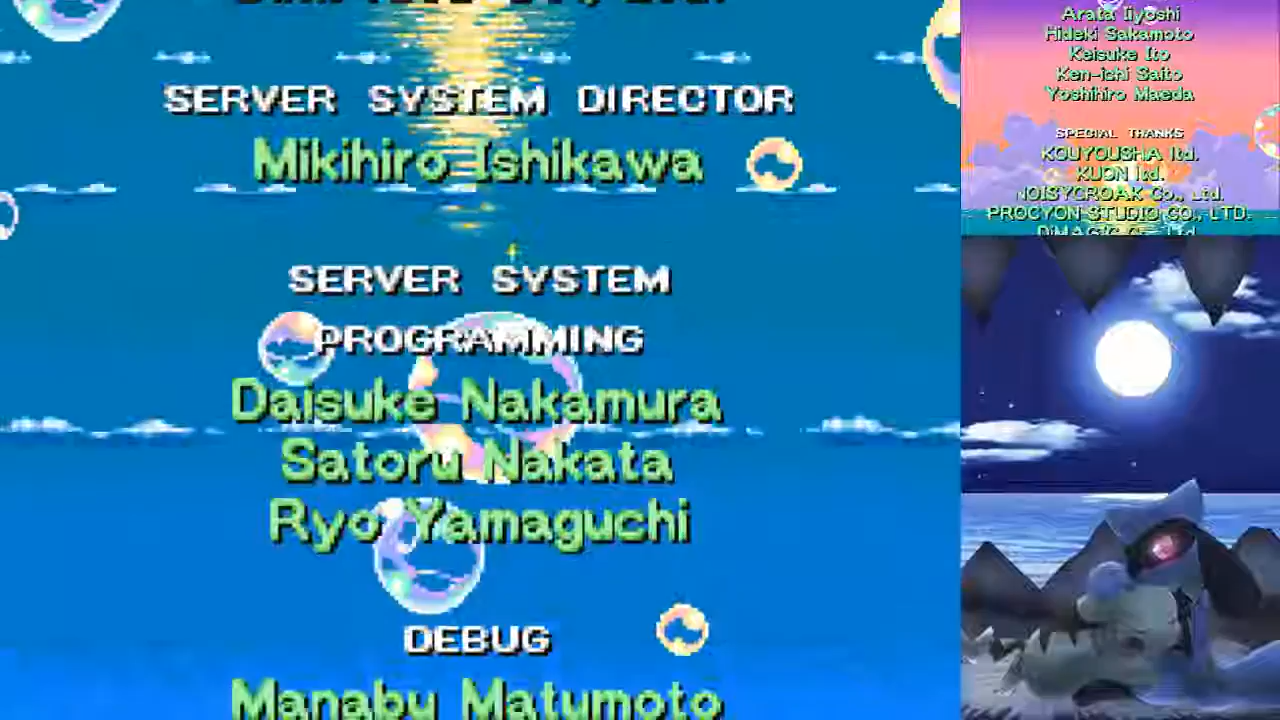 SERVER SYSTEM DIRECTOR
Mikihiro Ishikawa
SERVER SYSTEM
PROGRAMMING
Daisuke Nakamura
Satoru Nakata
Ryo Yamaguchi
DEBUG
Manabu Matumoto
Arata Iiyoshi
Hideki Sakamoto
Keisuke Ito
Ken-ichi Saito
Yoshihiro Maeda
SPECIAL THANKS
KOUYOUSHA ltd.
KUON ltd.
NOISYCROAK Co., Ltd.
PROCYON STUDIO CO., LTD.